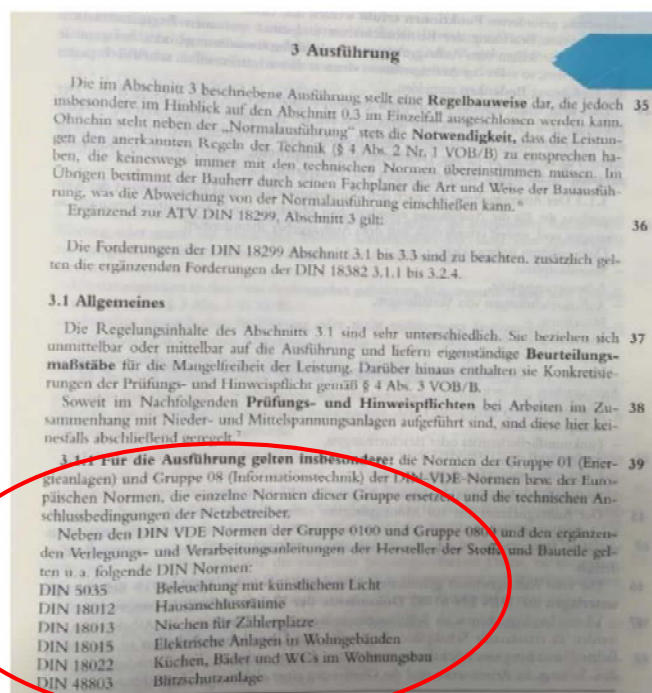 3 Ausführung
Die im Abschnitt 3 beschriebene Ausführung stellt eine Regelbauweise dar, die jedoch 35
insbesondere im Hinblick auf den Abschnitt 0.3 im Einzelfall ausgeschlossen werden kann.
Ohnehin steht neben der „Normalausführung" stets die Notwendigkeit, dass die Leistun-
gen den anerkannten Regeln der Technik (§ 4 Abs. 2 Nr. 1 VOB/B) zu entsprechen ha-
ben, die keineswegs immer mit den technischen Normen übereinstimmen müssen. Im
Übrigen bestimmt der Bauherr durch seinen Fachplaner die Art und Weise der Bauausfüh-
rung, was die Abweichung von der Normalausführung einschließen kann.
Ergänzend zur ATV DIN 18299, Abschnitt 3 gilt:
36
Die Forderungen der DIN 18299 Abschnitt 3.1 bis 3.3 sind zu beachten, zusätzlich gel-
ten die ergänzenden Forderungen der DIN 18382 3.1.1 bis 3.2.4.
3.1 Allgemeines
Die Regelungsinhalte des Abschnitts 3.1 sind sehr unterschiedlich. Sie beziehen sich 37
unmittelbar oder mittelbar auf die Ausführung und liefern eigenständige Beurteilungs-
maßstäbe für die Mangelfreiheit der Leistung. Darüber hinaus enthalten sie Konkretisie-
rungen der Prüfungs- und Hinweispflicht gemäß § 4 Abs. 3 VOB/B.
Soweit im Nachfolgenden Prüfungs- und Hinweispflichten bei Arbeiten im Zu- 38
sammenhang mit Nieder- und Mittelspannungsanlagen aufgeführt sind, sind diese hier kei-
nesfalls abschließend geregelt.
3.1.1 Für die Ausführung gelten insbesondere: die Normen der Gruppe 01 (Ener- 39
gieanlagen) und Gruppe 08 (Informationstechnik) der DIN-VDE-Normen bzw. der Euro-
päischen Normen, die einzelne Normen dieser Gruppe ersetzen, und die technischen An-
schlussbedingungen der Netzbetreiber.
Neben den DIN VDE Normen der Gruppe 0100 und Gruppe 0800 und den ergänzen-
den Verlegungs- und Verarbeitungsanleitungen der Hersteller der Stoffe und Bauteile gel-
ten u. a. folgende DIN Normen:
DIN 5035 Beleuchtung mit künstlichem Licht
DIN 18012 Hausanschlussräume
DIN 18013 Nischen für Zählerplätze
DIN 18015 Elektrische Anlagen in Wohngebäuden
DIN 18022 Küchen, Bäder und WCs im Wohnungsbau
DIN 48803 Blitzschutzanlage